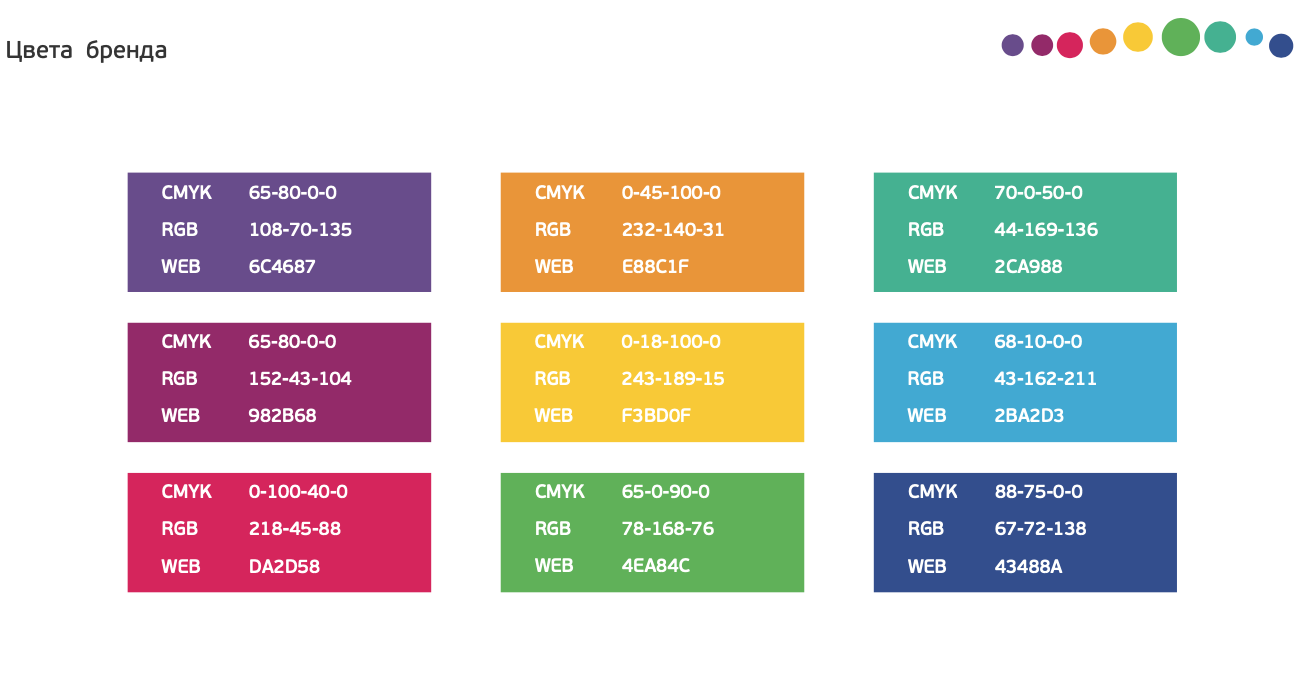 Цвета бренда
CMYK 65-80-0-0
RGB 108-70-135
WEB 6C4687
CMYK 0-45-100-0
RGB 232-140-31
WEB E88C1F
CMYK 70-0-50-0
RGB 44-169-136
WEB 2CA988
CMYK 65-80-0-0
RGB 152-43-104
WEB 982B68
CMYK 0-18-100-0
RGB 243-189-15
WEB F3BD0F
CMYK 68-10-0-0
RGB 43-162-211
WEB 2BA2D3
CMYK 0-100-40-0
RGB 218-45-88
WEB DA2D58
CMYK 65-0-90-0
RGB 78-168-76
WEB 4EA84C
CMYK 88-75-0-0
RGB 67-72-138
WEB 43488A